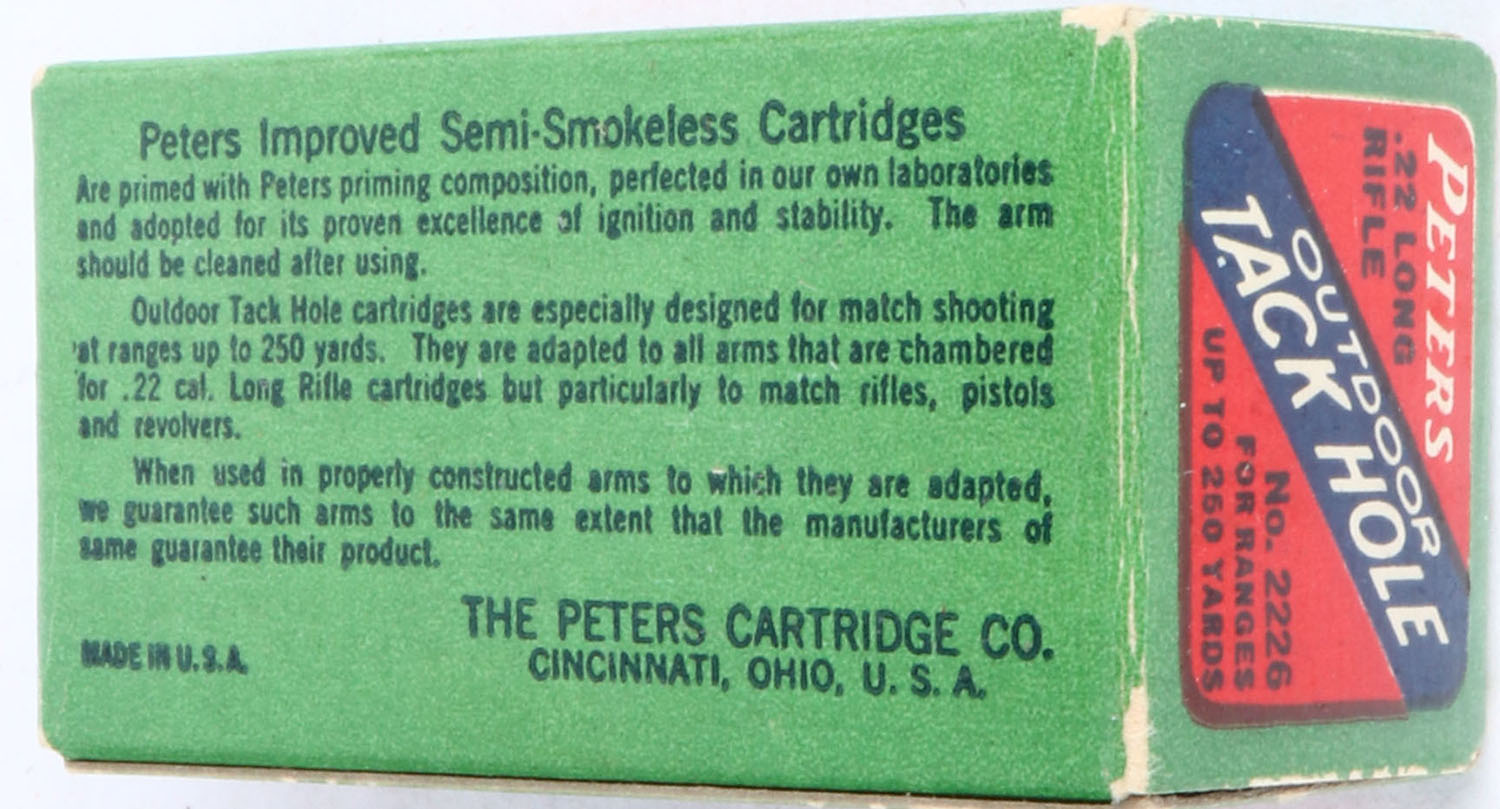 Peters Improved Semi-Smokeless Cartridges
Are primed with Peters priming composition, perfected in our own laboratories
and adopted for its proven excellence of ignition and stability. The arm
should be cleaned after using.
Outdoor Tack Hole cartridges are especially designed for match shooting
at ranges up to 250 yards. They are adapted to all arms that are chambered
for .22 cal. Long Rifle cartridges but particularly to match rifles, pistols
and revolvers.
When used in properly constructed arms to which they are adapted,
we guarantee such arms to the same extent that the manufacturers of
same guarantee their product.
THE PETERS CARTRIDGE CO.
CINCINNATI, OHIO, U. S. A.
MADE IN U.S.A.
PETERS
.22 LONG
RIFLE
OUTDOOR
TACK HOLE
NO. 2226
FOR RANGES
UP TO 250 YARDS